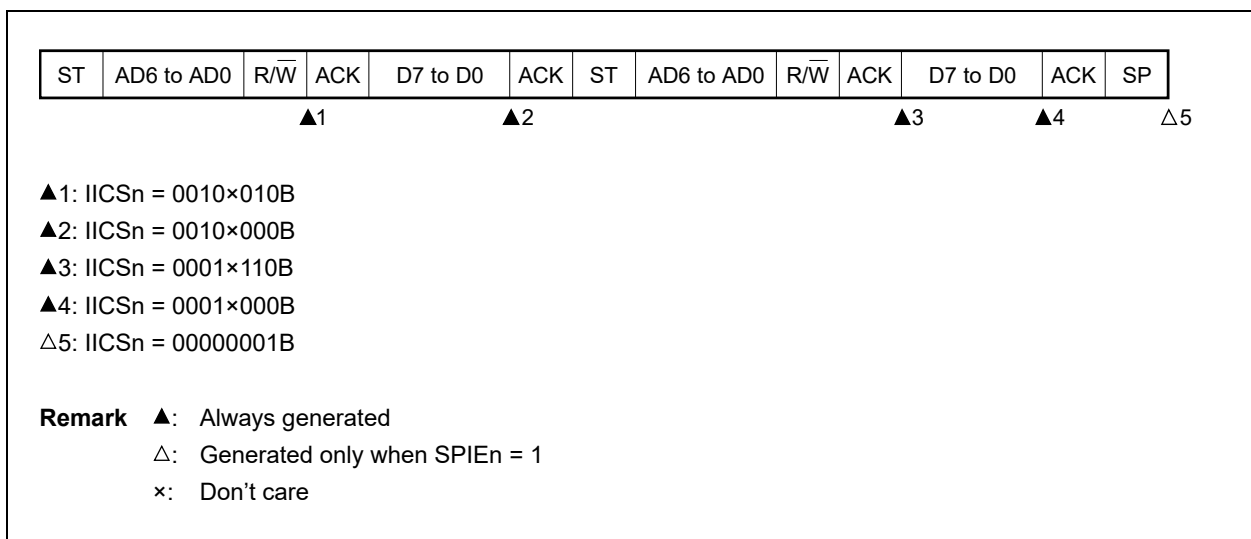 ST AD6 to AD0 R/W̅ ACK D7 to D0 ACK ST AD6 to AD0 R/W̅ ACK D7 to D0 ACK SP
▲1 ▲2 ▲3 ▲4 △5
▲1: IICSn = 0010×010B
▲2: IICSn = 0010×000B
▲3: IICSn = 0001×110B
▲4: IICSn = 0001×000B
△5: IICSn = 00000001B
Remark ▲: Always generated
△: Generated only when SPIEn = 1
×: Don’t care